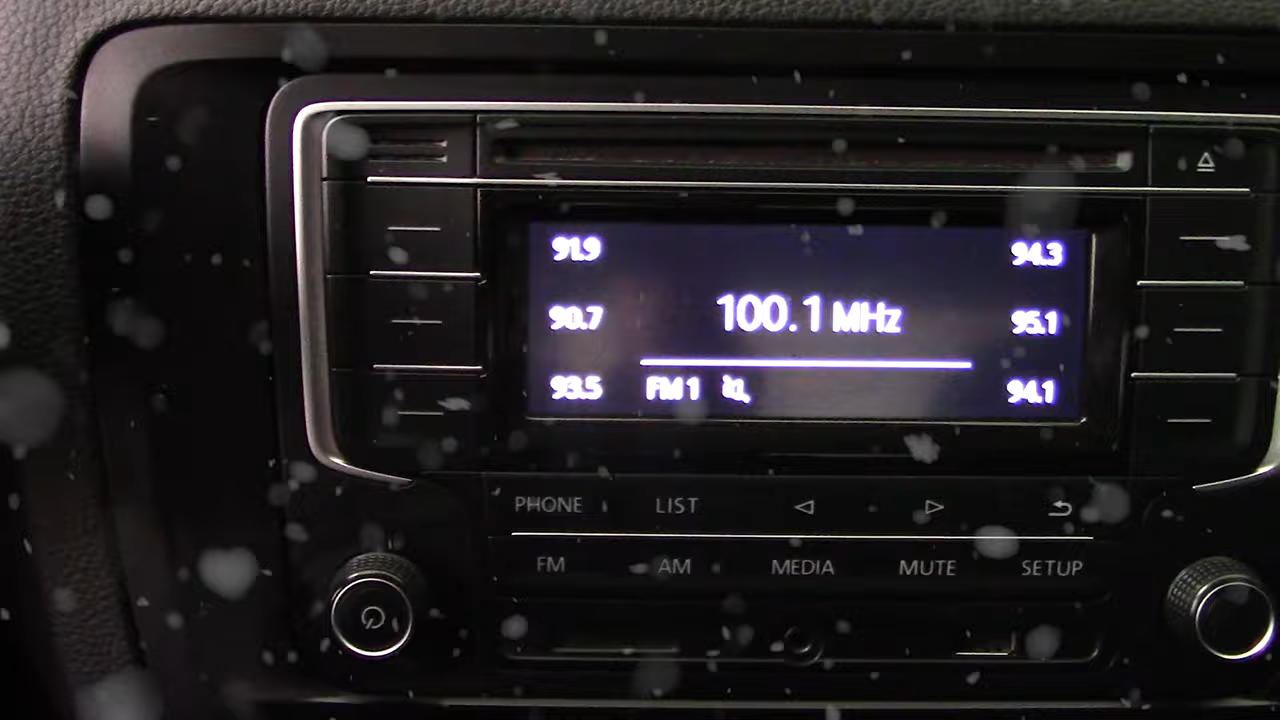 91.9 94.3
100.1 MHz
90.7 95.1
93.5 FM 1 94.1
PHONE LIST
FM AM MEDIA MUTE SETUP